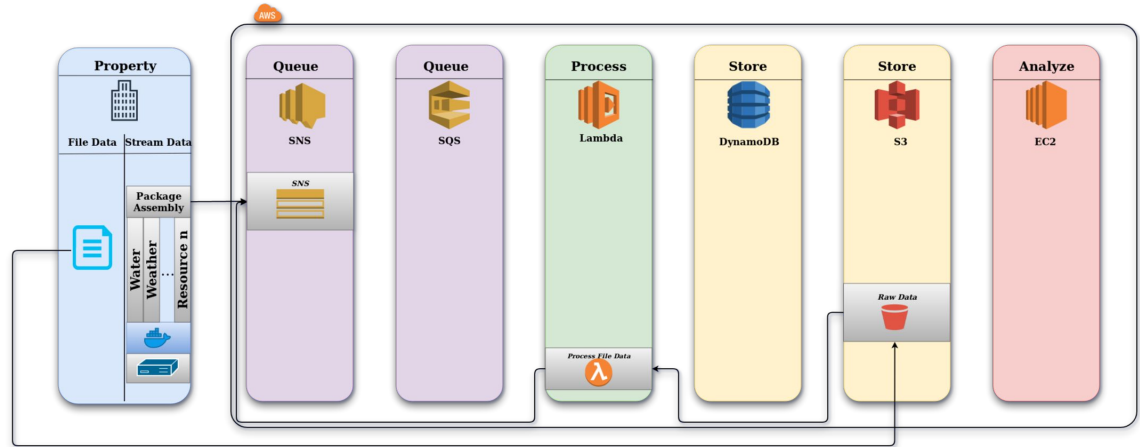 AWS
Property
File Data
Stream Data
Package
Assembly
Water
Weather
...
Resource n
Queue
SNS
SNS
Queue
SQS
Process
Lambda
Process File Data
λ
Store
DynamoDB
Store
S3
Raw Data
Analyze
EC2